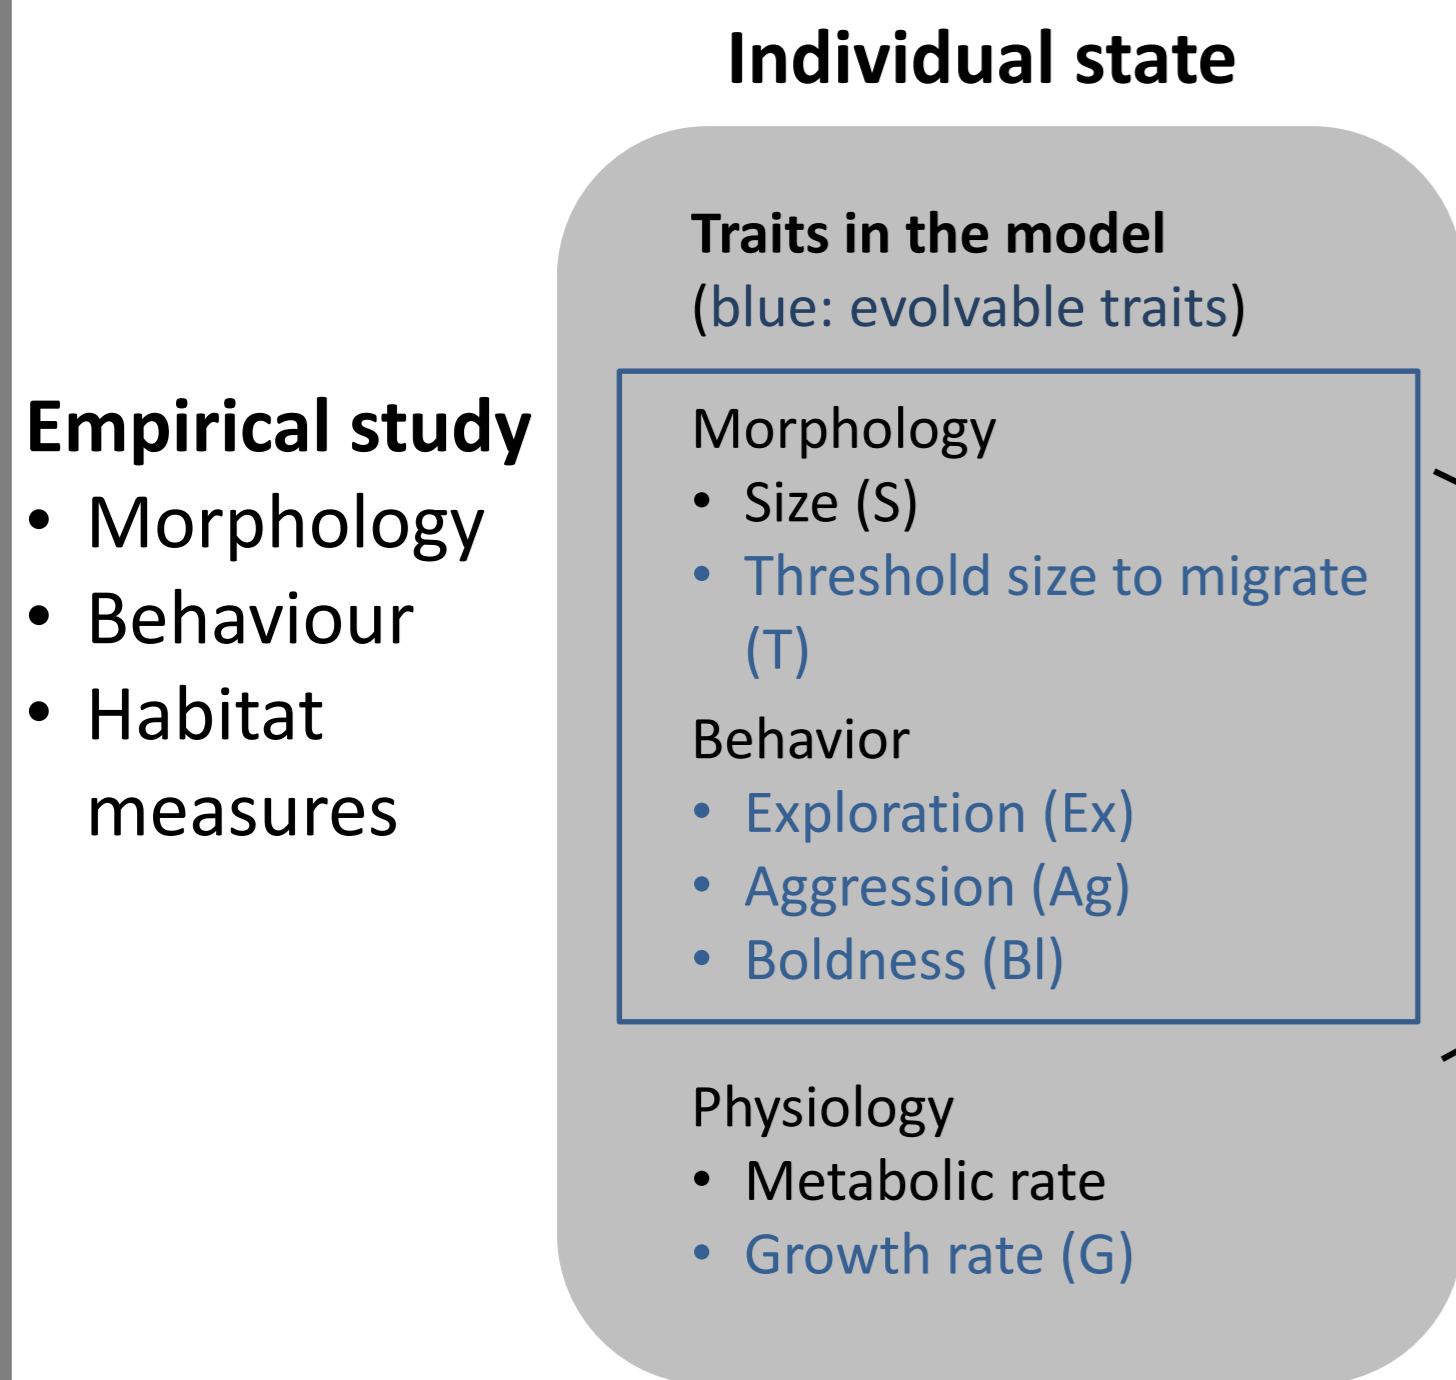 Individual state
Traits in the model
(blue: evolvable traits)
Empirical study
• Morphology
• Behaviour
• Habitat
measures
Morphology
• Size (S)
• Threshold size to migrate
(T)
Behavior
• Exploration (Ex)
• Aggression (Ag)
• Boldness (Bl)
Physiology
• Metabolic rate
• Growth rate (G)